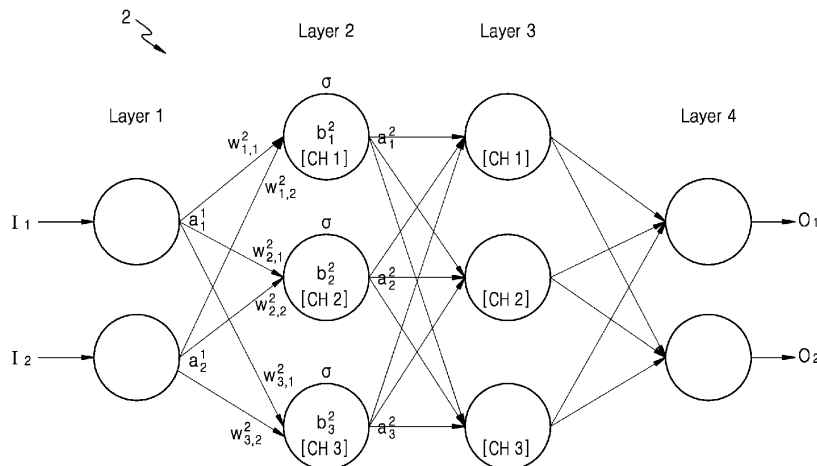 2
Layer 1
Layer 2
Layer 3
Layer 4
I₁
I₂
a₁¹
a₂¹
w²₁,₁
w²₁,₂
w²₂,₁
w²₂,₂
w²₃,₁
w²₃,₂
σ
b₁²
[CH 1]
σ
b₂²
[CH 2]
σ
b₃²
[CH 3]
a₁²
a₂²
a₃²
[CH 1]
[CH 2]
[CH 3]
O₁
O₂